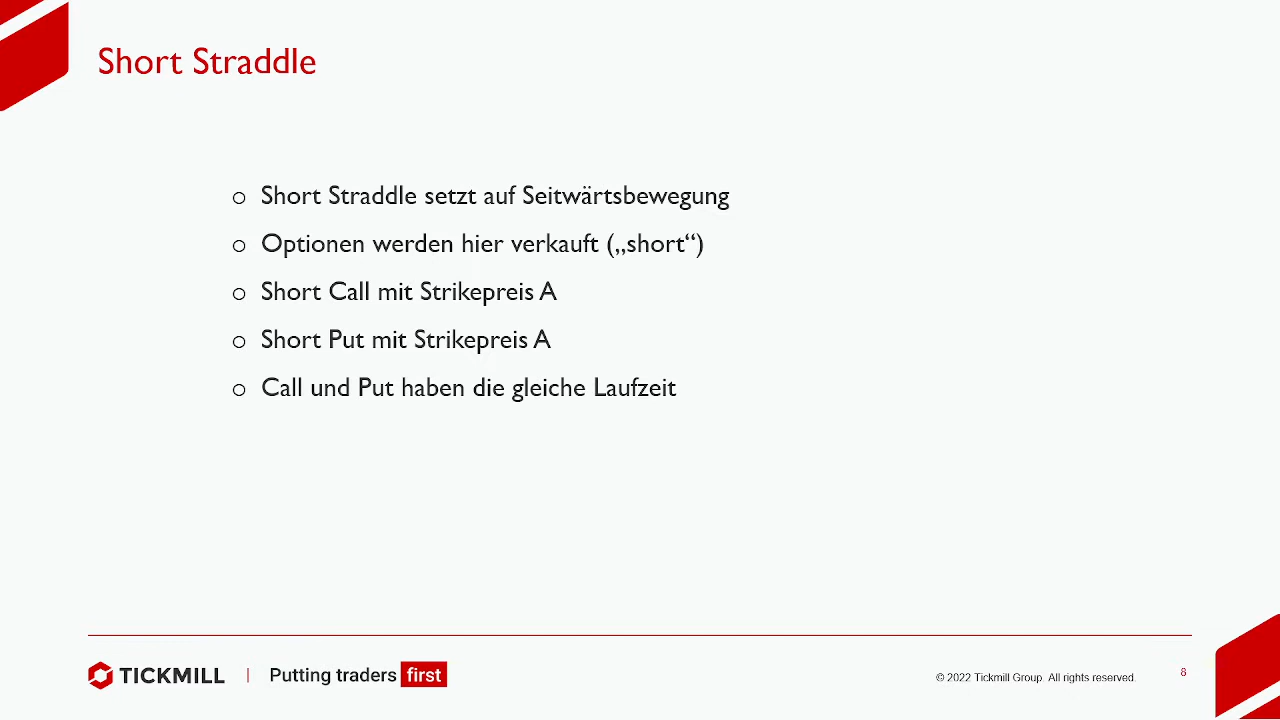 Short Straddle
○ Short Straddle setzt auf Seitwärtsbewegung
○ Optionen werden hier verkauft („short“)
○ Short Call mit Strikepreis A
○ Short Put mit Strikepreis A
○ Call und Put haben die gleiche Laufzeit
TICKMILL | Putting traders first
© 2022 Tickmill Group. All rights reserved.
8